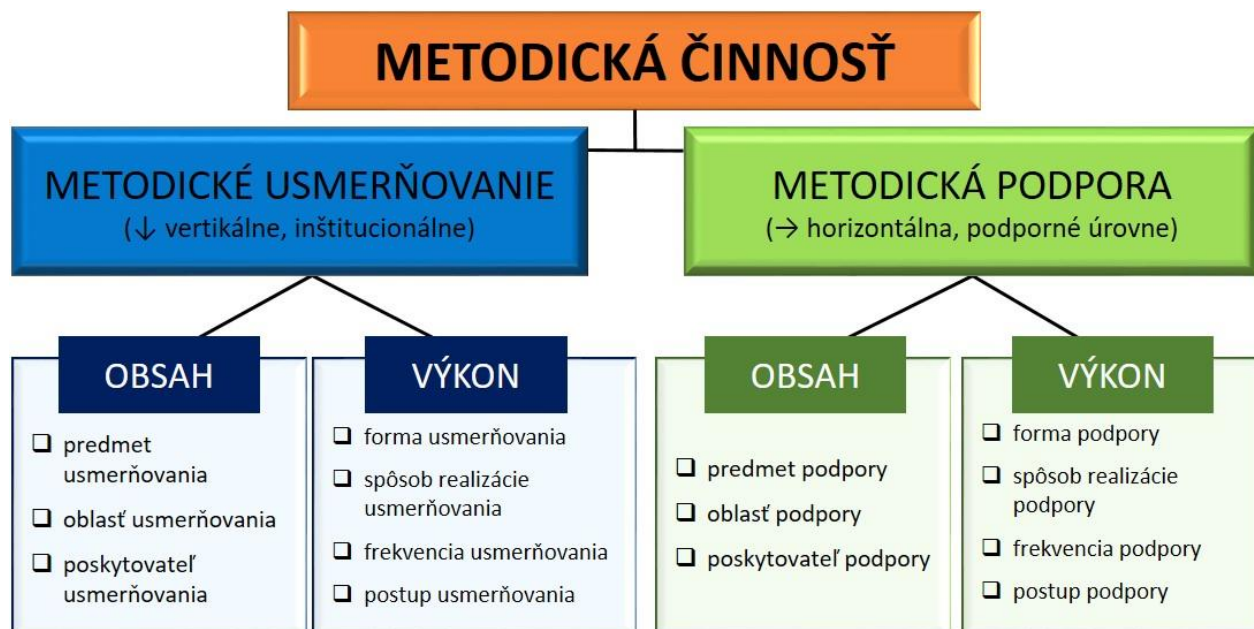 METODICKÁ ČINNOSŤ
METODICKÉ USMERŇOVANIE
(↓ vertikálne, inštitucionálne)
METODICKÁ PODPORA
(→ horizontálna, podporné úrovne)
OBSAH
❑ predmet
usmerňovania
❑ oblasť usmerňovania
❑ poskytovateľ
usmerňovania
VÝKON
❑ forma usmerňovania
❑ spôsob realizácie
usmerňovania
❑ frekvencia usmerňovania
❑ postup usmerňovania
OBSAH
❑ predmet podpory
❑ oblasť podpory
❑ poskytovateľ podpory
VÝKON
❑ forma podpory
❑ spôsob realizácie
podpory
❑ frekvencia podpory
❑ postup podpory